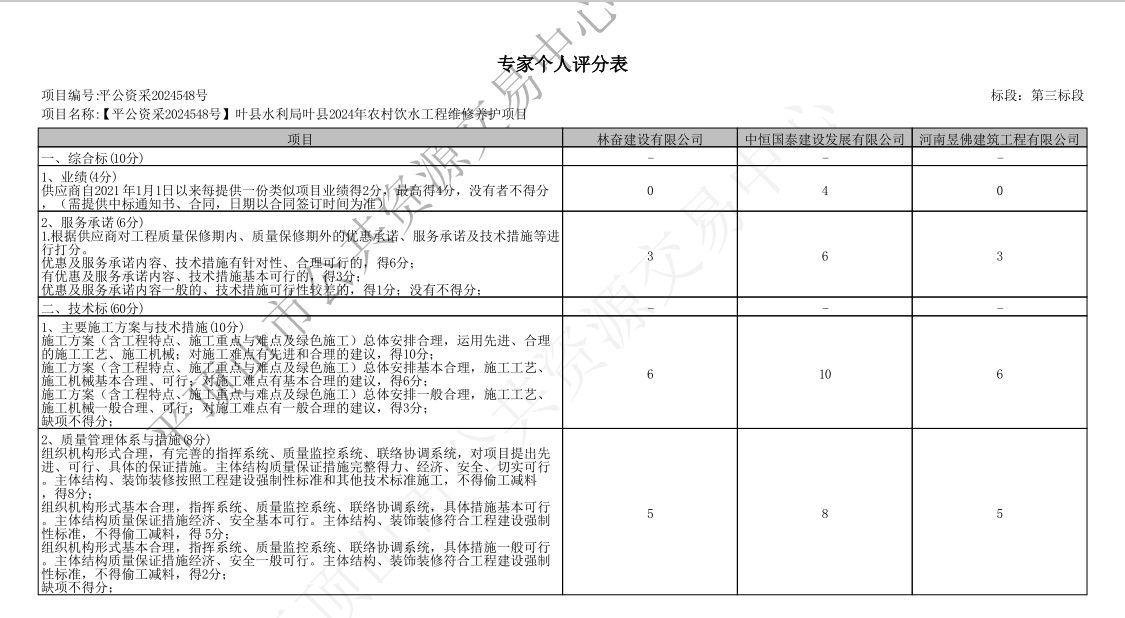 专家个人评分表
项目编号:平公资采2024548号
标段: 第三标段
项目名称:【平公资采2024548号】叶县水利局叶县2024年农村饮水工程维修养护项目
项目 林奋建设有限公司 中恒国泰建设发展有限公司 河南昱佛建筑工程有限公司
一、综合标(10分) - - -
1、业绩(4分)
供应商自2021 年1月1日以来每提供一份类似项目业绩得2分, 最高得4分, 没有者不得分
, (需提供中标通知书、合同, 日期以合同签订时间为准)
0 4 0
2、服务承诺(6分)
1.根据供应商对工程质量保修期内、质量保修期外的优惠承诺、服务承诺及技术措施等进
行打分。
优惠及服务承诺内容、技术措施有针对性、合理可行的, 得6分;
有优惠及服务承诺内容、技术措施基本可行的, 得3分;
优惠及服务承诺内容一般的、技术措施可行性较差的, 得1分; 没有不得分;
3 6 3
二、技术标(60分) - - -
1、主要施工方案与技术措施(10分)
施工方案(含工程特点、施工重点与难点及绿色施工)总体安排合理, 运用先进、合理
的施工工艺、施工机械; 对施工难点有先进和合理的建议, 得10分;
施工方案(含工程特点、施工重点与难点及绿色施工)总体安排基本合理, 施工工艺、
施工机械基本合理、可行; 对施工难点有基本合理的建议, 得6分;
施工方案(含工程特点、施工重点与难点及绿色施工)总体安排一般合理, 施工工艺、
施工机械一般合理、可行; 对施工难点有一般合理的建议, 得3分;
缺项不得分;
6 10 6
2、质量管理体系与措施(8分)
组织机构形式合理, 有完善的指挥系统、质量监控系统、联络协调系统, 对项目提出先
进、可行、具体的保证措施。主体结构质量保证措施完整得力、经济、安全、切实可行
。主体结构、装饰装修按照工程建设强制性标准和其他技术标准施工, 不得偷工减料
, 得8分;
组织机构形式基本合理, 指挥系统、质量监控系统、联络协调系统, 具体措施基本可行
。主体结构质量保证措施经济、安全基本可行。主体结构、装饰装修符合工程建设强制
性标准, 不得偷工减料, 得 5分;
组织机构形式基本合理, 指挥系统、质量监控系统、联络协调系统, 具体措施一般可行
。主体结构质量保证措施经济、安全一般可行。主体结构、装饰装修符合工程建设强制
性标准, 不得偷工减料, 得2分;
缺项不得分;
5 8 5
平顶山市公共资源交易中心
平顶山市公共资源交易中心